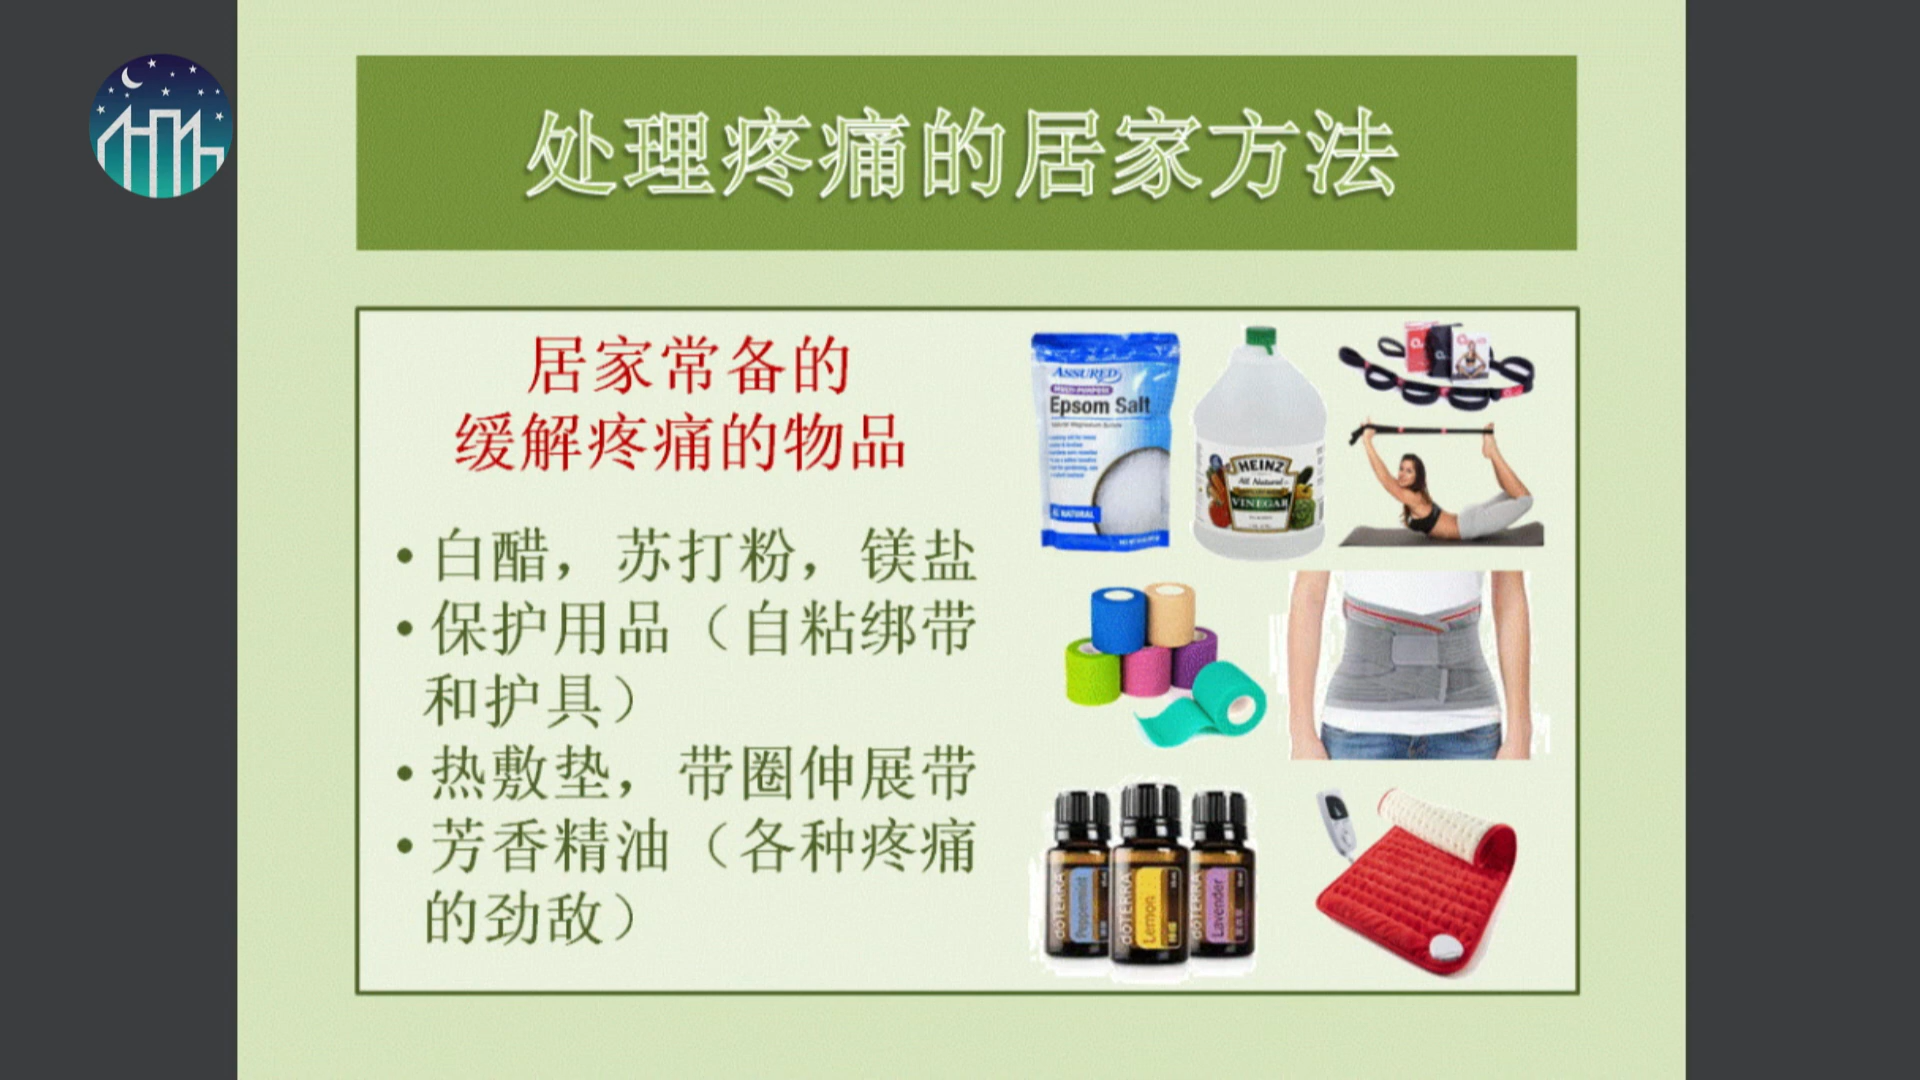 处理疼痛的居家方法
居家常备的
缓解疼痛的物品
• 白醋，苏打粉，镁盐
• 保护用品（自粘绑带
和护具）
• 热敷垫，带圈伸展带
• 芳香精油（各种疼痛
的劲敌）
ASSURED
MULTI-PURPOSE
Epsom Salt
NATURAL
HEINZ
All Natural
VINEGAR
dōTERRA
Peppermint
dōTERRA
Lemon
dōTERRA
Lavender